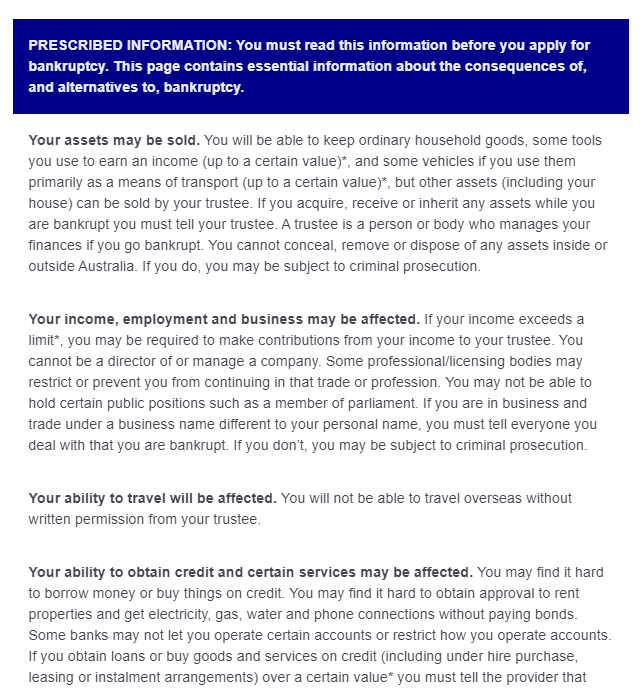 PRESCRIBED INFORMATION: You must read this information before you apply for
bankruptcy. This page contains essential information about the consequences of,
and alternatives to, bankruptcy.
Your assets may be sold. You will be able to keep ordinary household goods, some tools
you use to earn an income (up to a certain value)*, and some vehicles if you use them
primarily as a means of transport (up to a certain value)*, but other assets (including your
house) can be sold by your trustee. If you acquire, receive or inherit any assets while you
are bankrupt you must tell your trustee. A trustee is a person or body who manages your
finances if you go bankrupt. You cannot conceal, remove or dispose of any assets inside or
outside Australia. If you do, you may be subject to criminal prosecution.
Your income, employment and business may be affected. If your income exceeds a
limit*, you may be required to make contributions from your income to your trustee. You
cannot be a director of or manage a company. Some professional/licensing bodies may
restrict or prevent you from continuing in that trade or profession. You may not be able to
hold certain public positions such as a member of parliament. If you are in business and
trade under a business name different to your personal name, you must tell everyone you
deal with that you are bankrupt. If you don’t, you may be subject to criminal prosecution.
Your ability to travel will be affected. You will not be able to travel overseas without
written permission from your trustee.
Your ability to obtain credit and certain services may be affected. You may find it hard
to borrow money or buy things on credit. You may find it hard to obtain approval to rent
properties and get electricity, gas, water and phone connections without paying bonds.
Some banks may not let you operate certain accounts or restrict how you operate accounts.
If you obtain loans or buy goods and services on credit (including under hire purchase,
leasing or instalment arrangements) over a certain value* you must tell the provider that